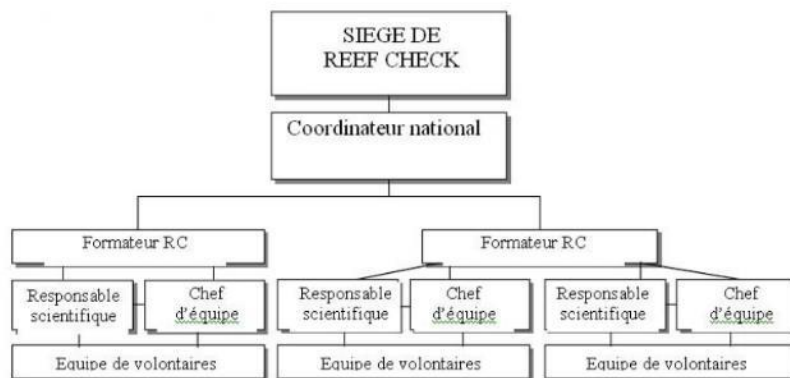 SIEGE DE
REEF CHECK
Coordinateur national
Formateur RC
Formateur RC
Responsable
scientifique
Chef
d'équipe
Responsable
scientifique
Chef
d'équipe
Responsable
scientifique
Chef
d'équipe
Equipe de volontaires
Equipe de volontaires
Equipe de volontaires